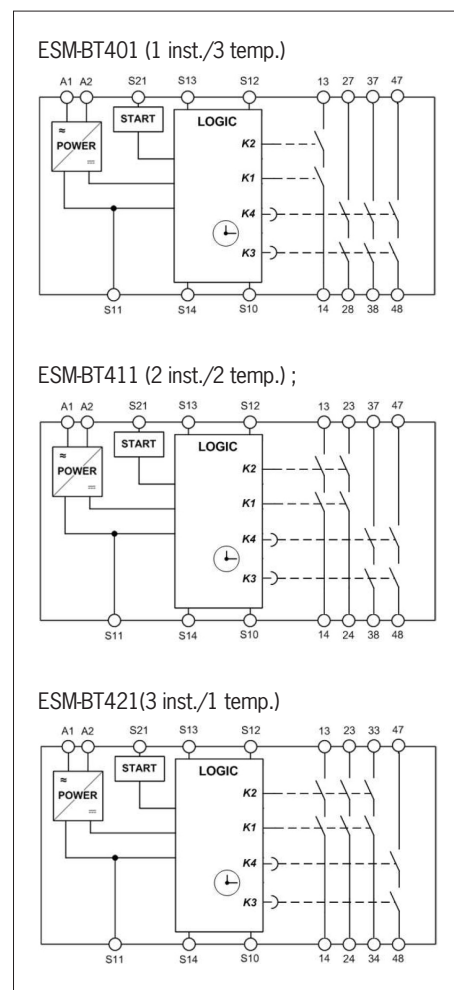 ESM-BT401 (1 inst./3 temp.)
A1 A2 S21 S13 S12 13 27 37 47
START
LOGIC
≈
POWER
⎓
K2
K1
K4
K3
S11 S14 S10 14 28 38 48
ESM-BT411 (2 inst./2 temp.) ;
A1 A2 S21 S13 S12 13 23 37 47
START
LOGIC
≈
POWER
⎓
K2
K1
K4
K3
S11 S14 S10 14 24 38 48
ESM-BT421(3 inst./1 temp.)
A1 A2 S21 S13 S12 13 23 33 47
START
LOGIC
≈
POWER
⎓
K2
K1
K4
K3
S11 S14 S10 14 24 34 48